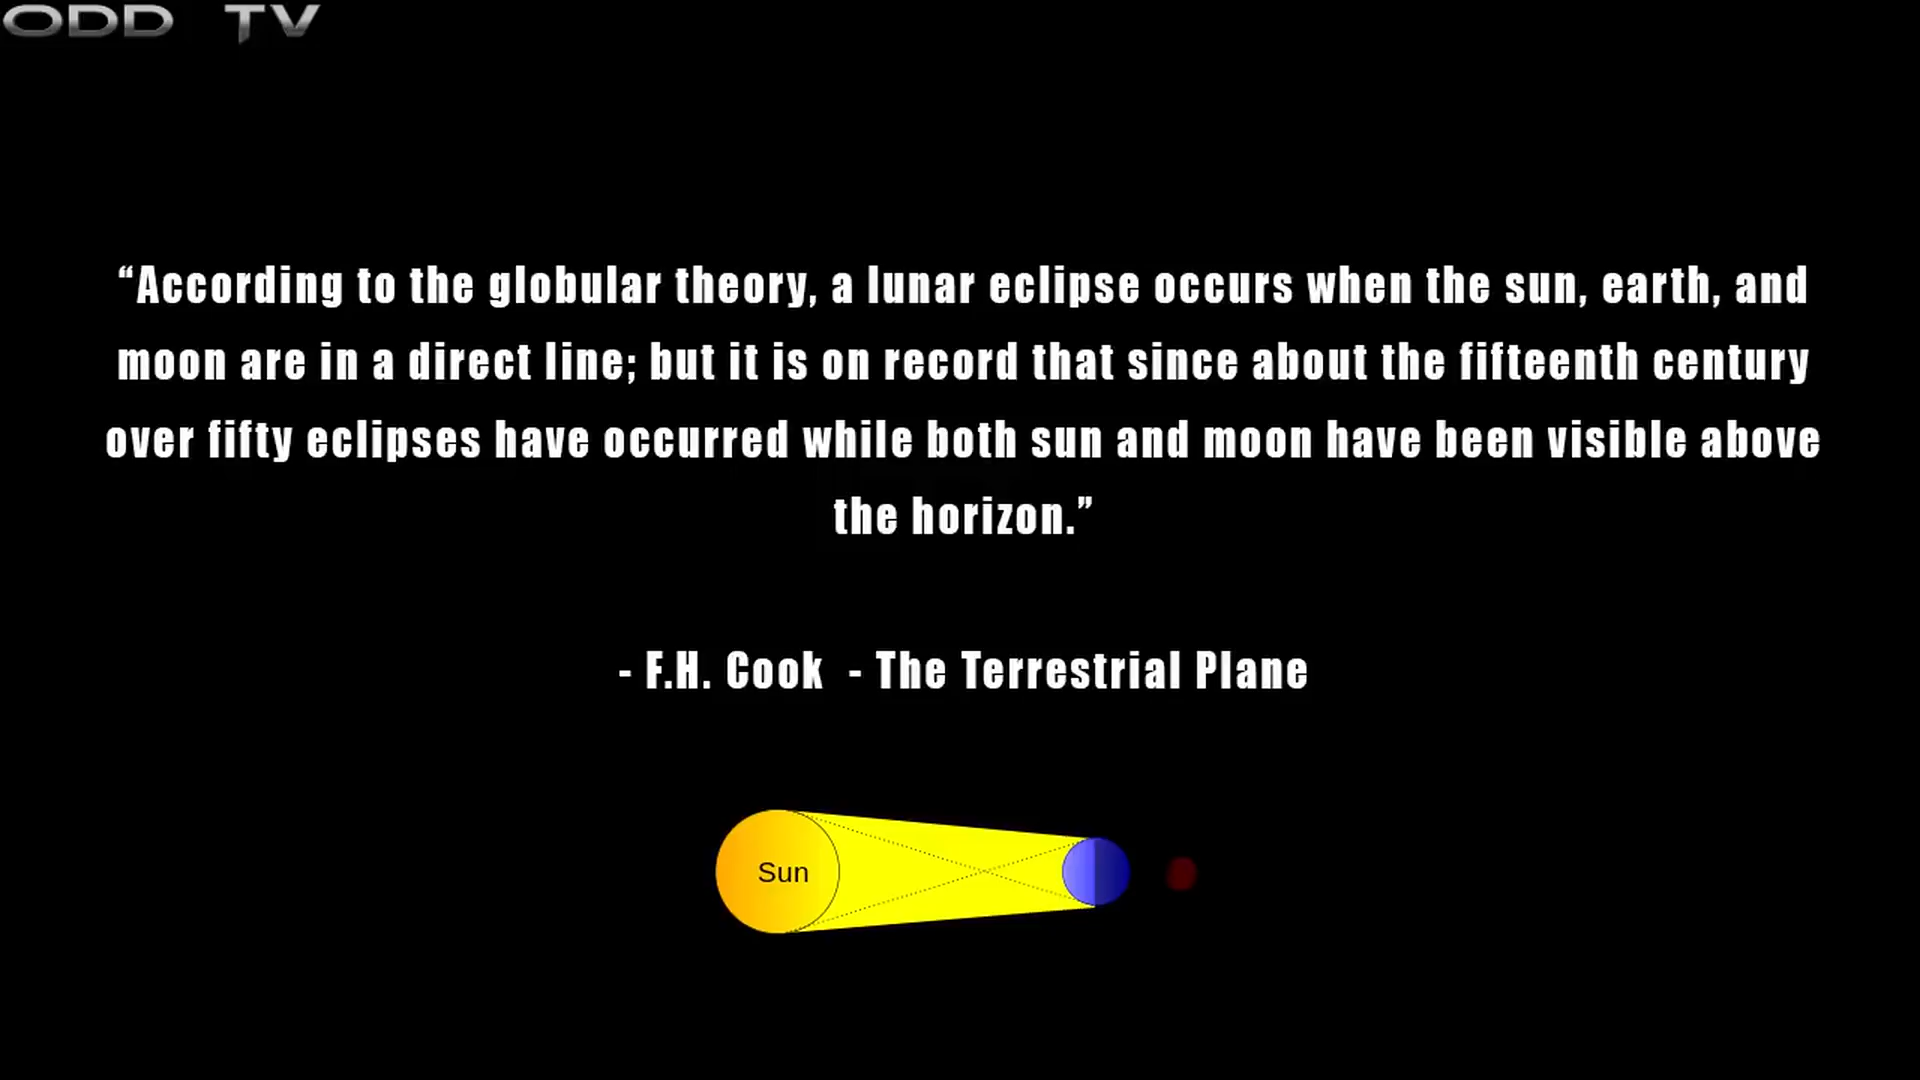 ODD TV
“According to the globular theory, a lunar eclipse occurs when the sun, earth, and
moon are in a direct line; but it is on record that since about the fifteenth century
over fifty eclipses have occurred while both sun and moon have been visible above
the horizon.”
- F.H. Cook - The Terrestrial Plane
Sun